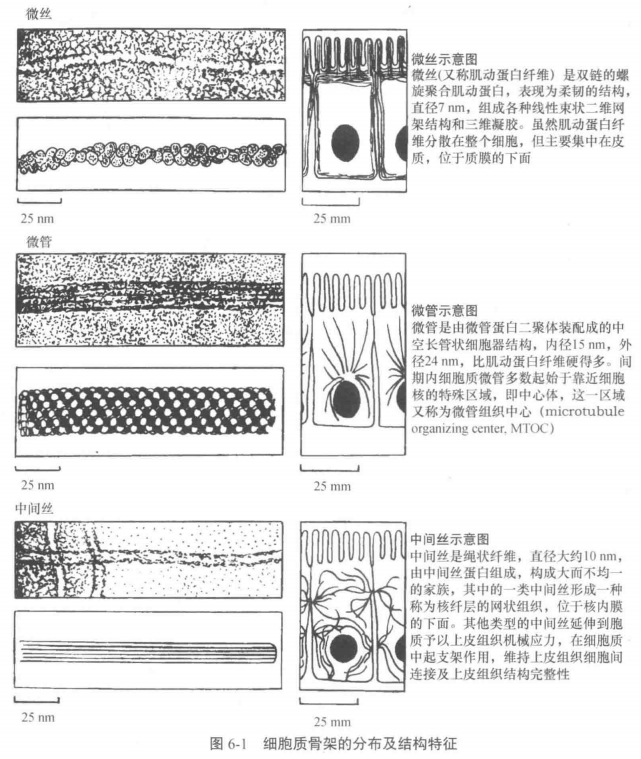 微丝
微丝示意图
微丝(又称肌动蛋白纤维）是双链的螺
旋聚合肌动蛋白，表现为柔韧的结构，
直径7 nm，组成各种线性束状二维网
架结构和三维凝胶。虽然肌动蛋白纤
维分散在整个细胞，但主要集中在皮
质，位于质膜的下面
25 nm
25 mm
微管
微管示意图
微管是由微管蛋白二聚体装配成的中
空长管状细胞器结构，内径15 nm，外
径24 nm，比肌动蛋白纤维硬得多。间
期内细胞质微管多数起始于靠近细胞
核的特殊区域，即中心体，这一区域
又称为微管组织中心（microtubule
organizing center, MTOC）
25 nm
25 mm
中间丝
中间丝示意图
中间丝是绳状纤维，直径大约10 nm，
由中间丝蛋白组成，构成大而不均一
的家族，其中的一类中间丝形成一种
称为核纤层的网状组织，位于核内膜
的下面。其他类型的中间丝延伸到胞
质予以上皮组织机械应力，在细胞质
中起支架作用，维持上皮组织细胞间
连接及上皮组织结构完整性
25 nm
25 mm
图 6-1 细胞质骨架的分布及结构特征